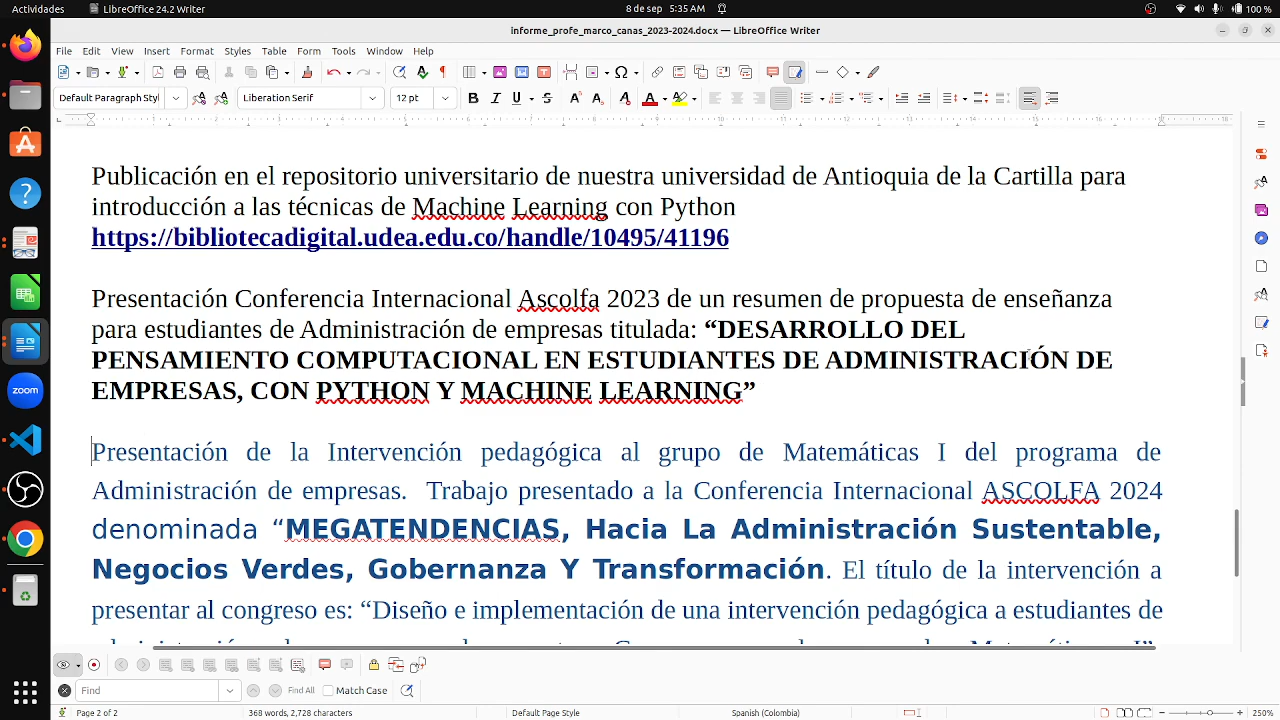 Actividades LibreOffice 24.2 Writer 8 de sep 5:35 AM 100 %
informe_profe_marco_canas_2023-2024.docx — LibreOffice Writer
File Edit View Insert Format Styles Table Form Tools Window Help
Default Paragraph Styl Liberation Serif 12 pt
Publicación en el repositorio universitario de nuestra universidad de Antioquia de la Cartilla para
introducción a las técnicas de Machine Learning con Python
https://bibliotecadigital.udea.edu.co/handle/10495/41196
Presentación Conferencia Internacional Ascolfa 2023 de un resumen de propuesta de enseñanza
para estudiantes de Administración de empresas titulada: “DESARROLLO DEL
PENSAMIENTO COMPUTACIONAL EN ESTUDIANTES DE ADMINISTRACIÓN DE
EMPRESAS, CON PYTHON Y MACHINE LEARNING”
Presentación de la Intervención pedagógica al grupo de Matemáticas I del programa de
Administración de empresas. Trabajo presentado a la Conferencia Internacional ASCOLFA 2024
denominada “MEGATENDENCIAS, Hacia La Administración Sustentable,
Negocios Verdes, Gobernanza Y Transformación. El título de la intervención a
presentar al congreso es: “Diseño e implementación de una intervención pedagógica a estudiantes de
Find Find All Match Case
Page 2 of 2 368 words, 2,728 characters Default Page Style Spanish (Colombia) 250%